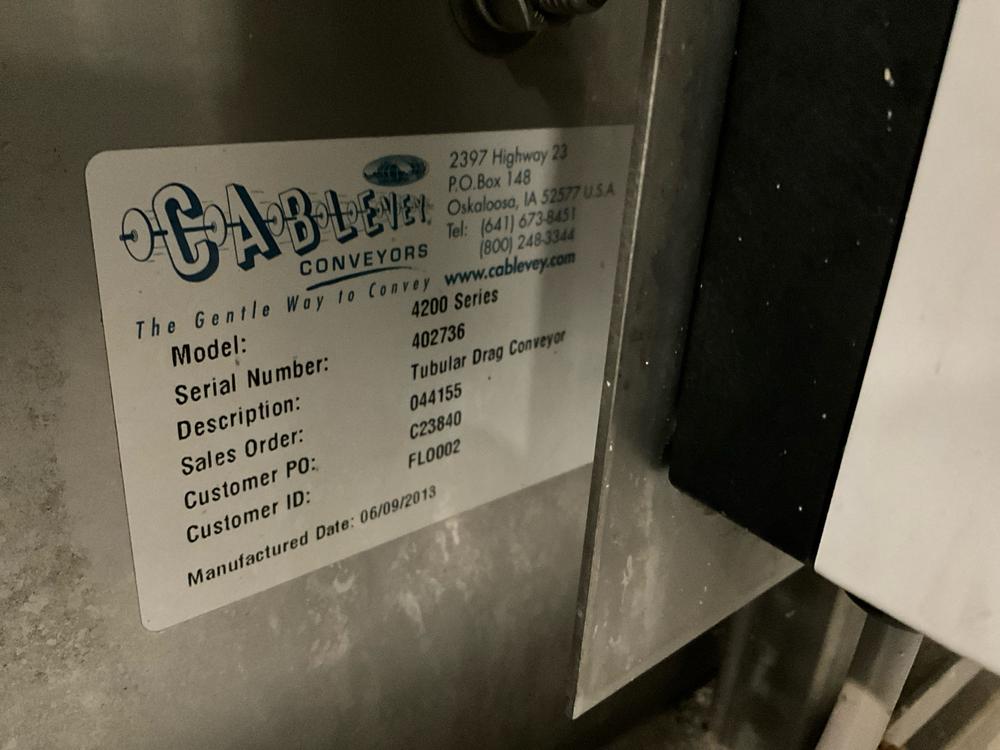 CABLEVEY
CONVEYORS
The Gentle Way to Convey
2397 Highway 23
P.O.Box 148
Oskaloosa, IA 52577 U.S.A.
Tel: (641) 673-8451
(800) 248-3344
www.cablevey.com
Model: 4200 Series
Serial Number: 402736
Description: Tubular Drag Conveyor
Sales Order: 044155
Customer PO: C23840
Customer ID: FLO002
Manufactured Date: 06/09/2013